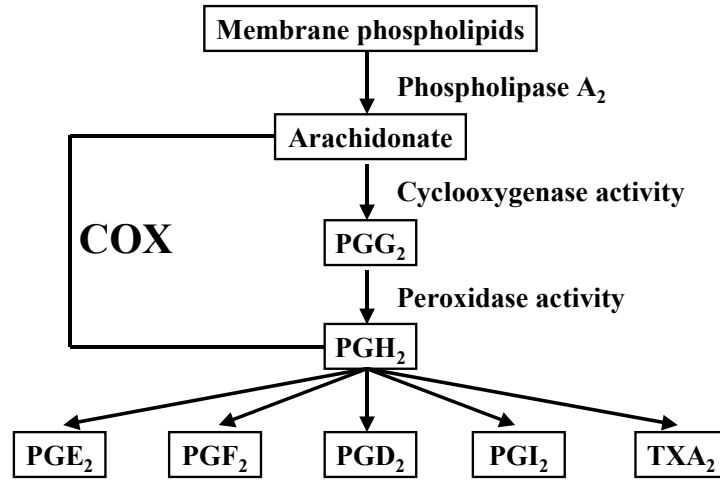 Membrane phospholipids
Phospholipase A₂
Arachidonate
Cyclooxygenase activity
COX
PGG₂
Peroxidase activity
PGH₂
PGE₂ PGF₂ PGD₂ PGI₂ TXA₂